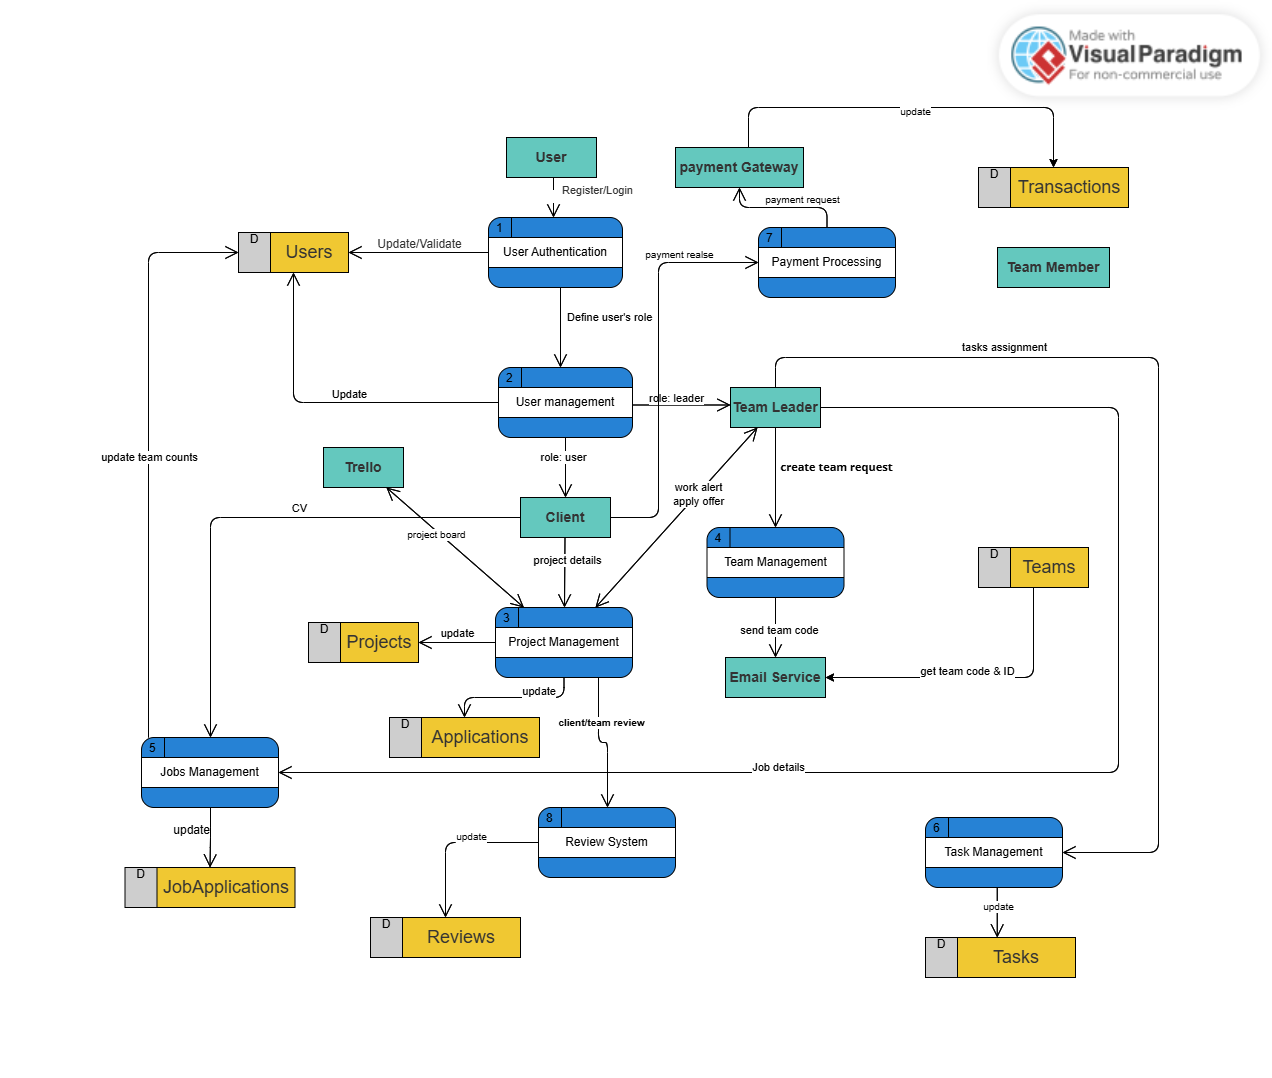 Made with
Visual Paradigm
For non-commercial use
update
User
payment Gateway
D
Transactions
Register/Login
payment request
1
User Authentication
D
Users
Update/Validate
7
Payment Processing
payment realse
Team Member
Define user's role
tasks assignment
2
User management
Update
role: leader
Team Leader
update team counts
role: user
Trello
create team request
work alert
apply offer
CV
Client
project board
project details
4
Team Management
D
Teams
3
Project Management
D
Projects
update
send team code
Email Service
get team code & ID
update
D
Applications
client/team review
5
Jobs Management
Job details
update
8
Review System
update
6
Task Management
D
JobApplications
update
D
Reviews
D
Tasks